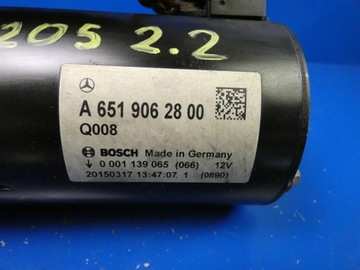 205 2.2
A 651 906 28 00
Q008
BOSCH Made in Germany
0 001 139 065 (066) 12V
20150317 13:47:07 1 (0890)